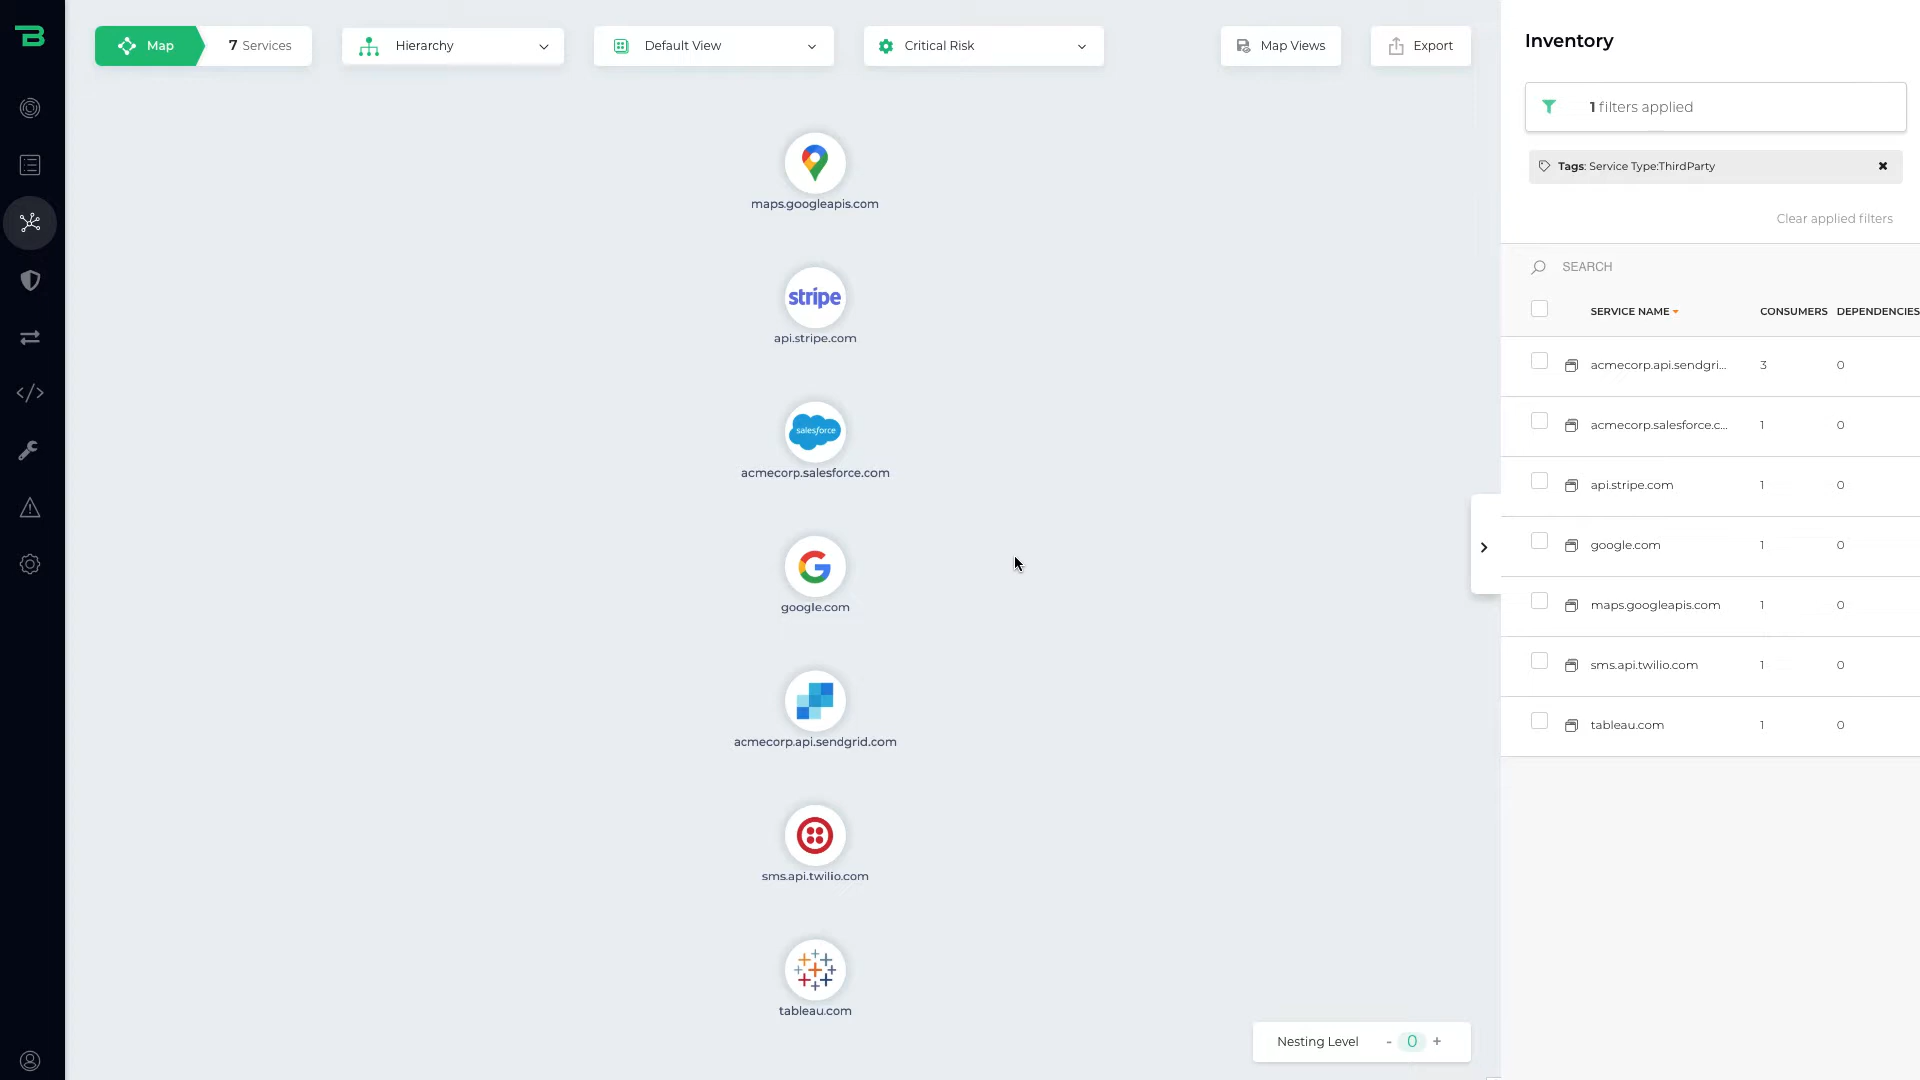 Map
7 Services
Hierarchy
Default View
Critical Risk
Map Views
Export
maps.googleapis.com
stripe
api.stripe.com
salesforce
acmecorp.salesforce.com
google.com
acmecorp.api.sendgrid.com
sms.api.twilio.com
tableau.com
Nesting Level - 0 +
Inventory
1 filters applied
Tags: Service Type:ThirdParty
Clear applied filters
SEARCH
SERVICE NAME CONSUMERS DEPENDENCIES
acmecorp.api.sendgri... 3 0
acmecorp.salesforce.c... 1 0
api.stripe.com 1 0
google.com 1 0
maps.googleapis.com 1 0
sms.api.twilio.com 1 0
tableau.com 1 0